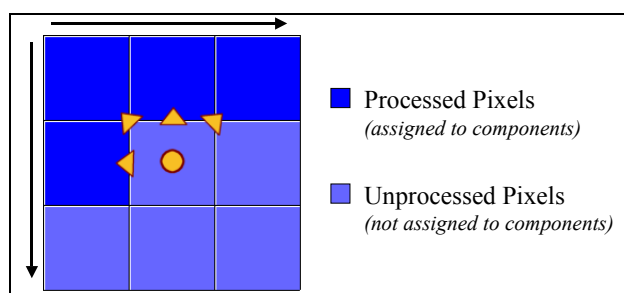 Processed Pixels
(assigned to components)
Unprocessed Pixels
(not assigned to components)